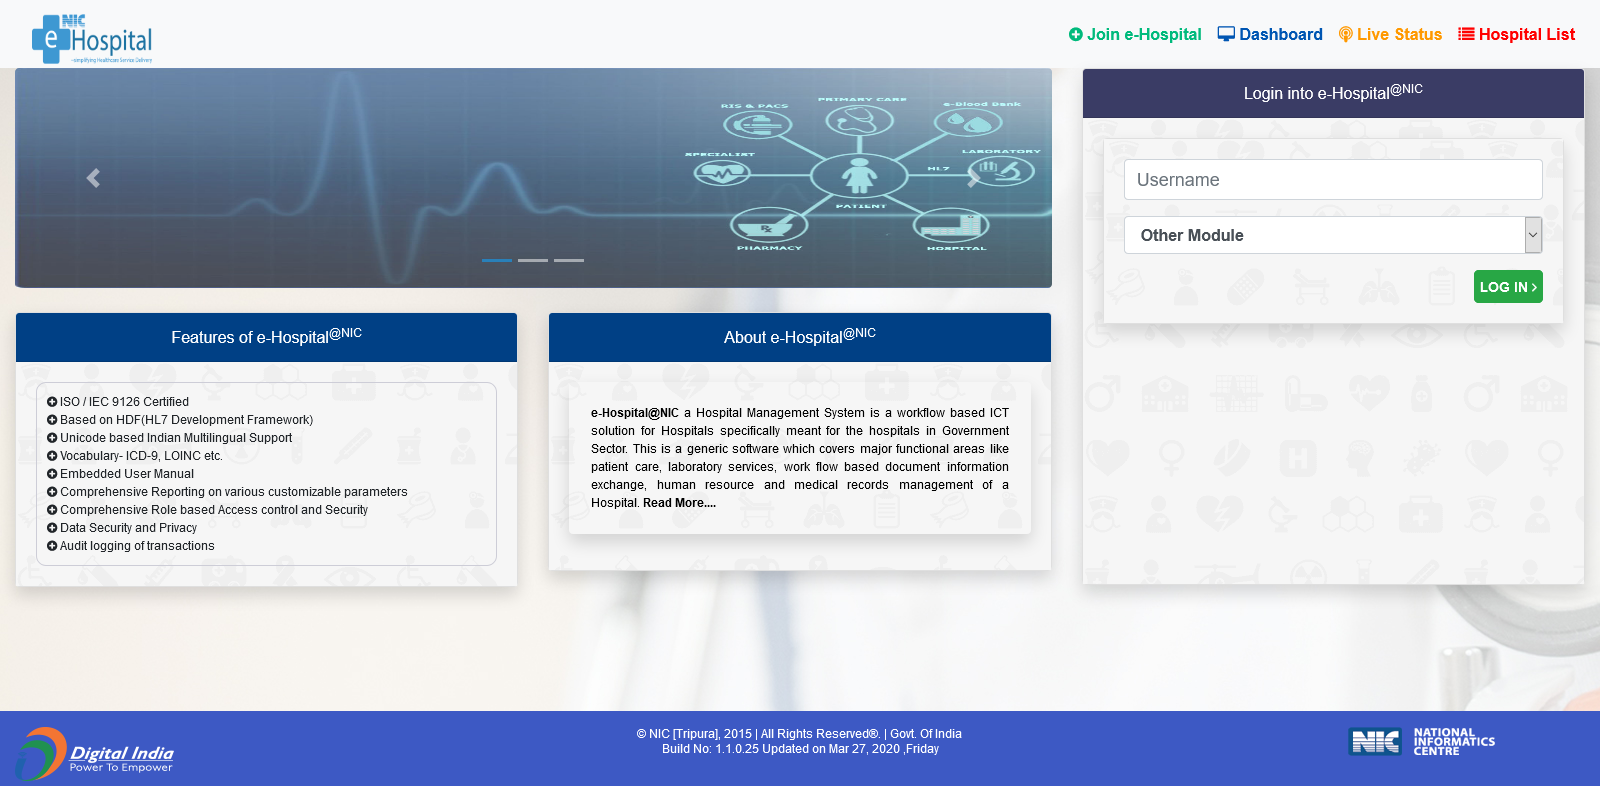 NIC
e Hospital
~simplifying Healthcare Service Delivery
Join e-Hospital
Dashboard
Live Status
Hospital List
RIS & PACS
PRIMARY CARE
e-Blood Bank
SPECIALIST
HL7
LABORATORY
PATIENT
PHARMACY
Rx
HOSPITAL
Login into e-Hospital@NIC
Username
Other Module
LOG IN
Features of e-Hospital@NIC
ISO / IEC 9126 Certified
Based on HDF(HL7 Development Framework)
Unicode based Indian Multilingual Support
Vocabulary- ICD-9, LOINC etc.
Embedded User Manual
Comprehensive Reporting on various customizable parameters
Comprehensive Role based Access control and Security
Data Security and Privacy
Audit logging of transactions
About e-Hospital@NIC
e-Hospital@NIC a Hospital Management System is a workflow based ICT
solution for Hospitals specifically meant for the hospitals in Government
Sector. This is a generic software which covers major functional areas like
patient care, laboratory services, work flow based document information
exchange, human resource and medical records management of a
Hospital. Read More....
Digital India
Power To Empower
© NIC [Tripura], 2015 | All Rights Reserved®. | Govt. Of India
Build No: 1.1.0.25 Updated on Mar 27, 2020 ,Friday
NIC
NATIONAL
INFORMATICS
CENTRE